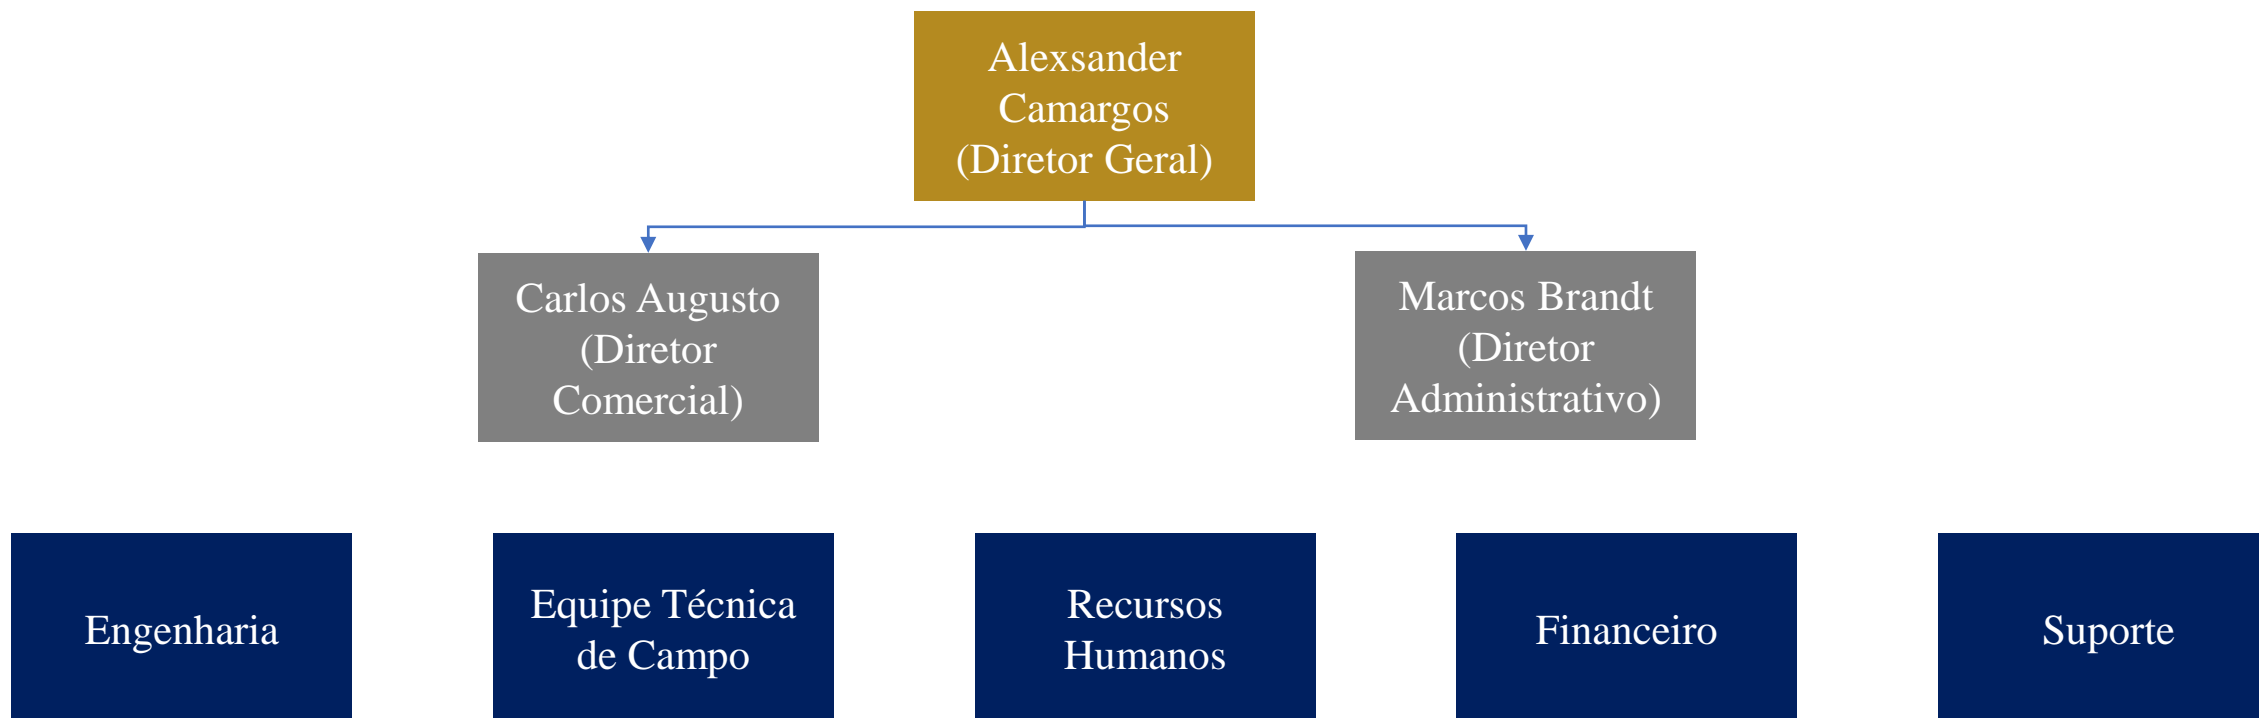 Alexsander
Camargos
(Diretor Geral)
Carlos Augusto
(Diretor
Comercial)
Marcos Brandt
(Diretor
Administrativo)
Engenharia
Equipe Técnica
de Campo
Recursos
Humanos
Financeiro
Suporte